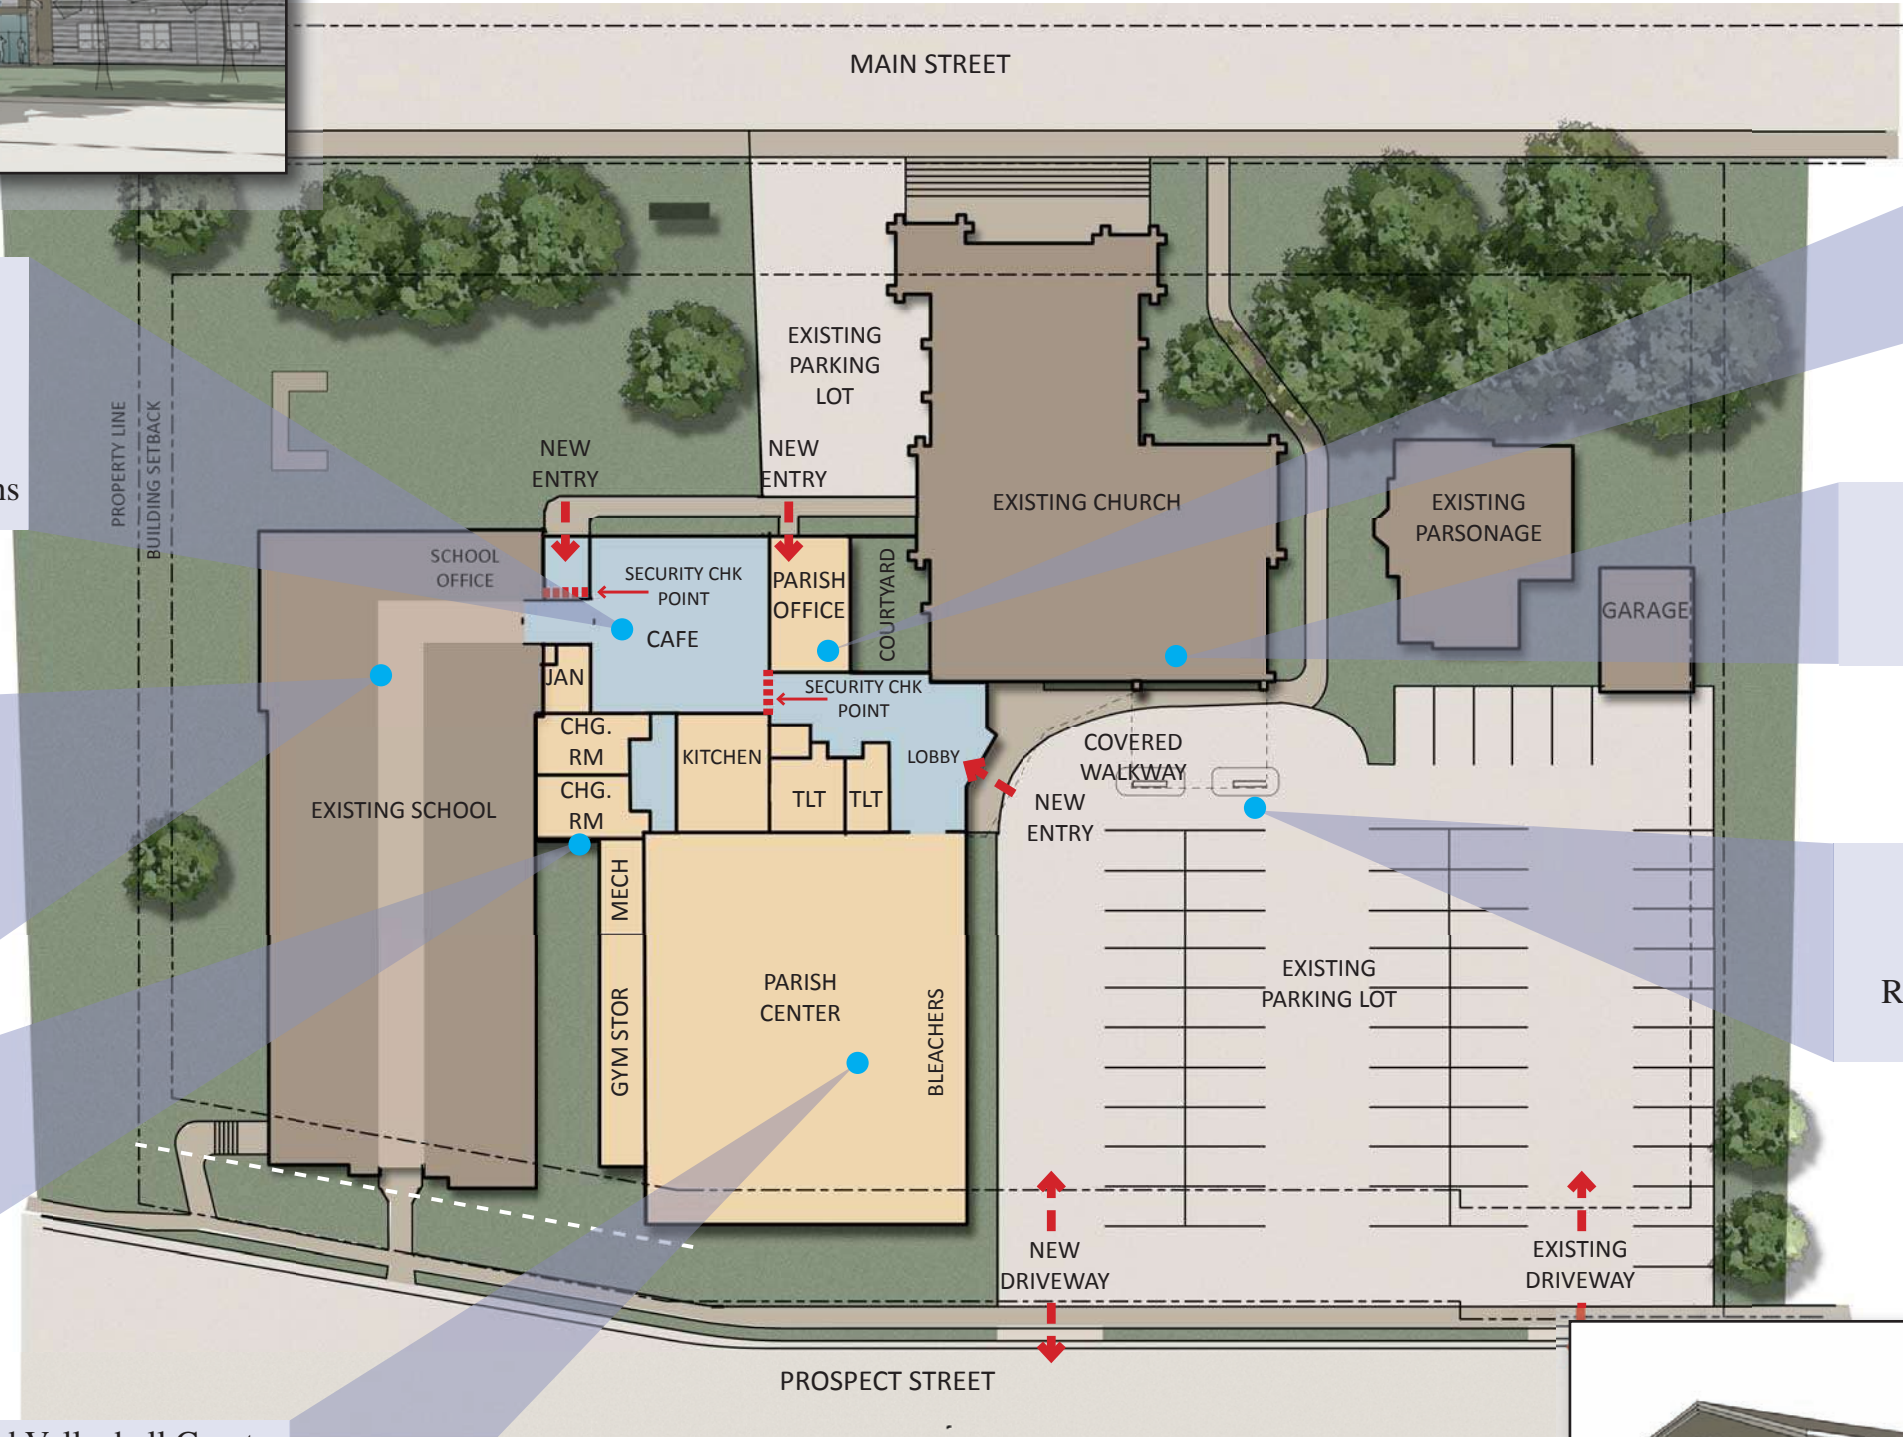 MAIN STREET
EXISTING
PARKING
LOT
PROPERTY LINE
BUILDING SETBACK
NEW
ENTRY
NEW
ENTRY
EXISTING CHURCH
EXISTING
PARSONAGE
SCHOOL
OFFICE
SECURITY CHK
POINT
PARISH
OFFICE
COURTYARD
GARAGE
CAFE
JAN
SECURITY CHK
POINT
CHG.
RM
KITCHEN
LOBBY
COVERED
WALKWAY
CHG.
RM
TLT
TLT
NEW
ENTRY
EXISTING SCHOOL
MECH
GYM STOR
PARISH
CENTER
BLEACHERS
EXISTING
PARKING LOT
R
NEW
DRIVEWAY
EXISTING
DRIVEWAY
PROSPECT STREET